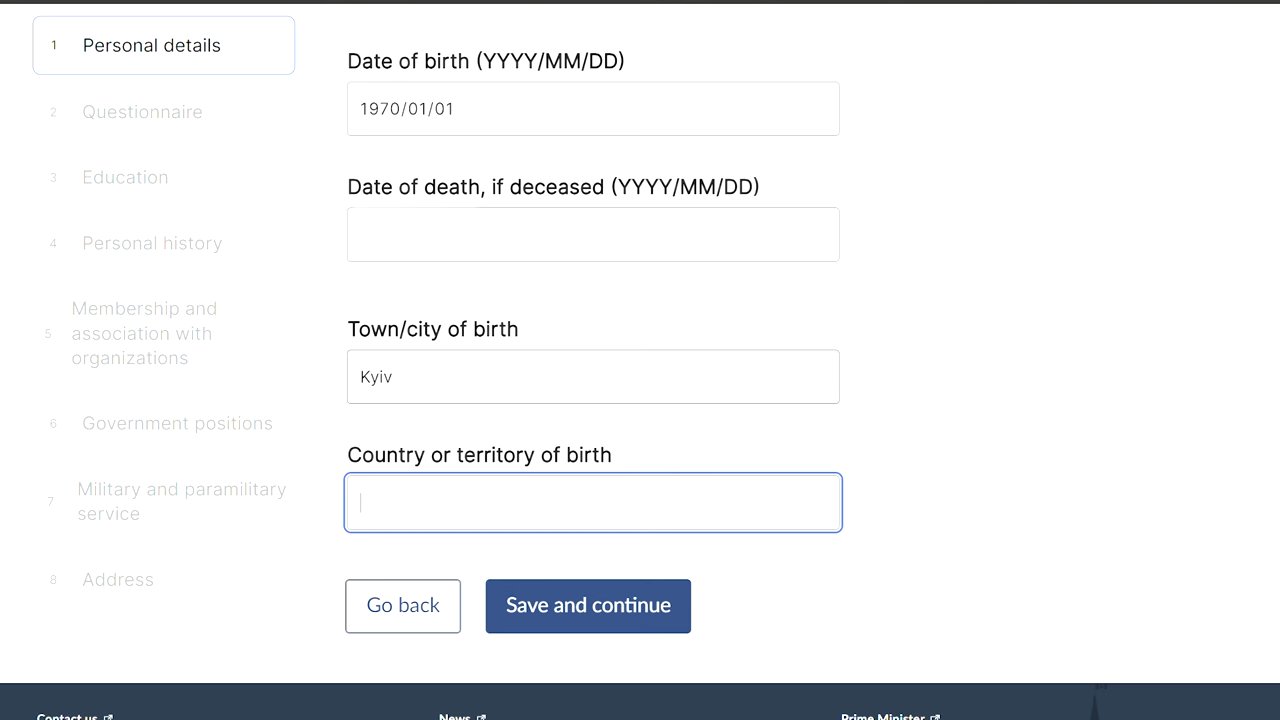 1 Personal details
2 Questionnaire
3 Education
4 Personal history
5 Membership and
association with
organizations
6 Government positions
7 Military and paramilitary
service
8 Address
Date of birth (YYYY/MM/DD)
1970/01/01
Date of death, if deceased (YYYY/MM/DD)
Town/city of birth
Kyiv
Country or territory of birth
Go back
Save and continue
Contact us
News
Prime Minister